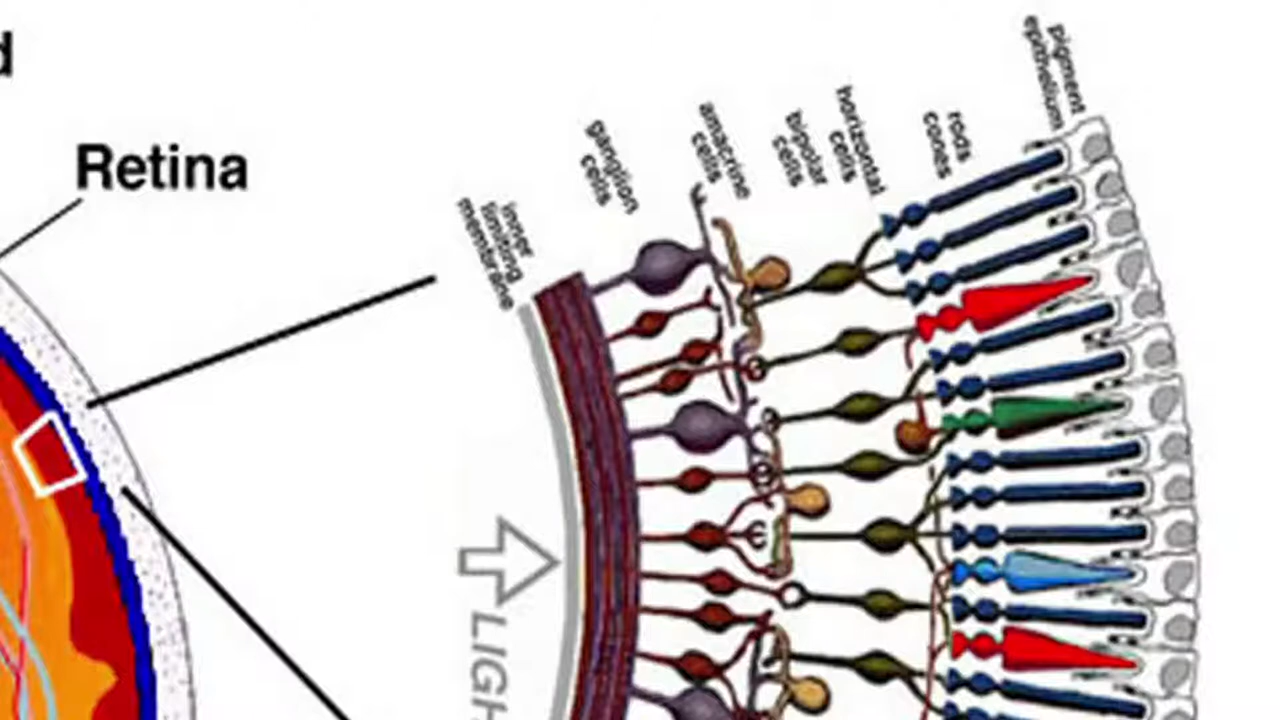 d
Retina
inner
limiting
membrane
ganglion
cells
amacrine
cells
bipolar
cells
horizontal
cells
rods
cones
pigment
epithelium
LIGH